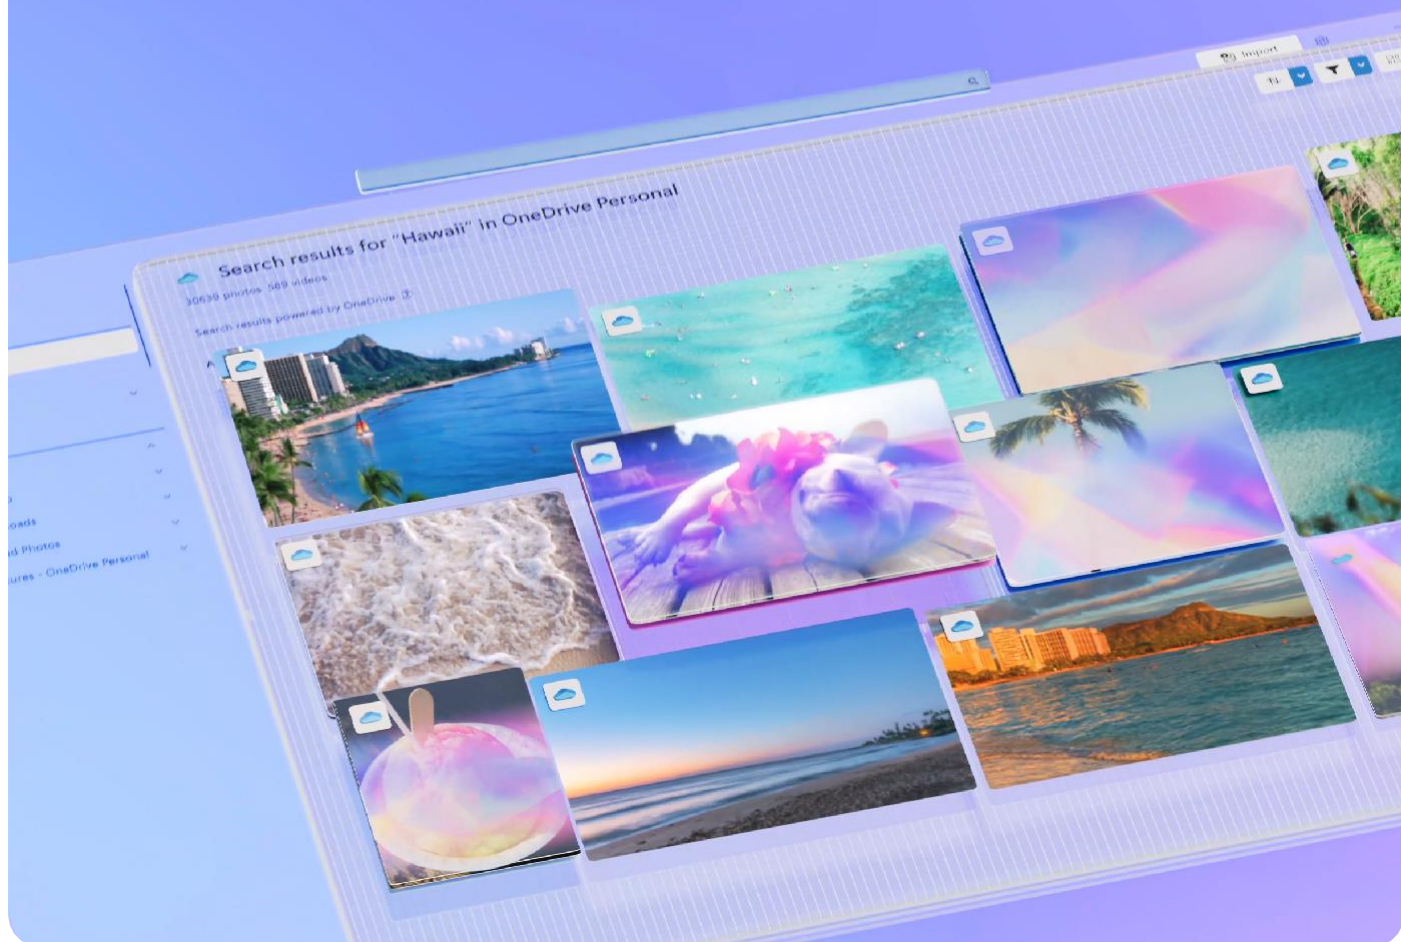 Import
Search results for "Hawaii" in OneDrive Personal
30639 photos 589 videos
Search results powered by OneDrive
oads
d Photos
ures - OneDrive Personal